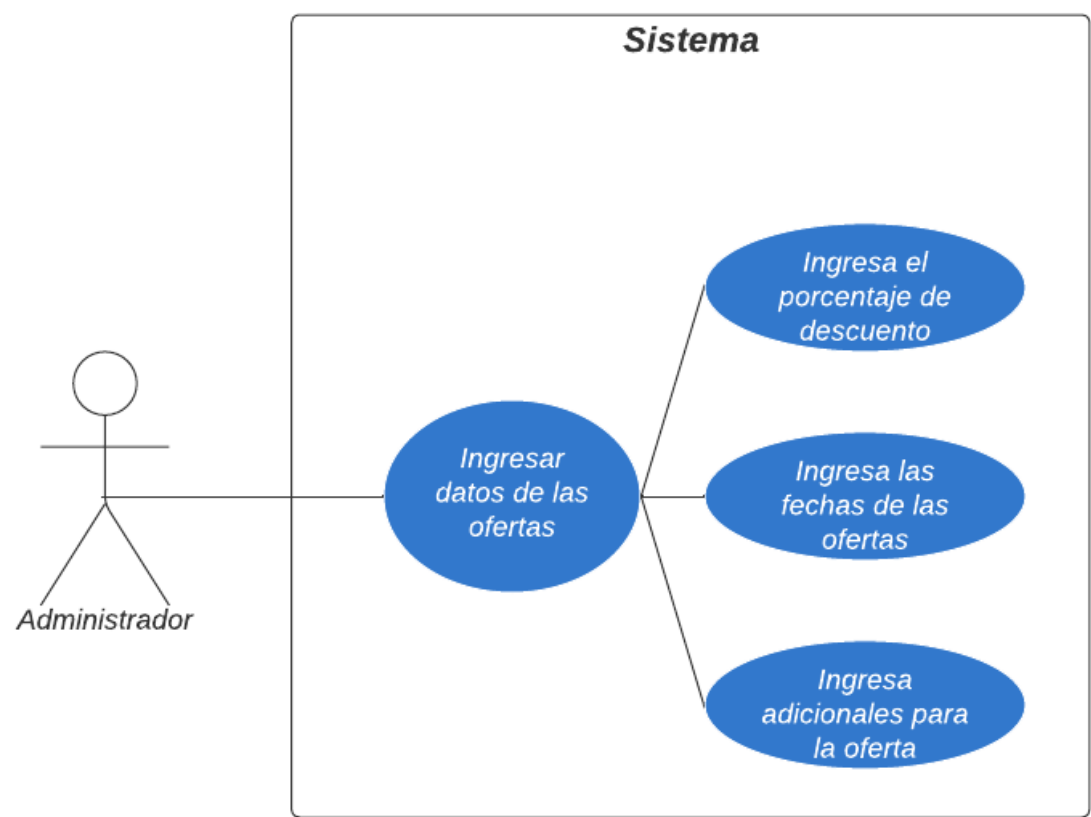 Sistema
Ingresa el
porcentaje de
descuento
Ingresar
datos de las
ofertas
Ingresa las
fechas de las
ofertas
Administrador
Ingresa
adicionales para
la oferta